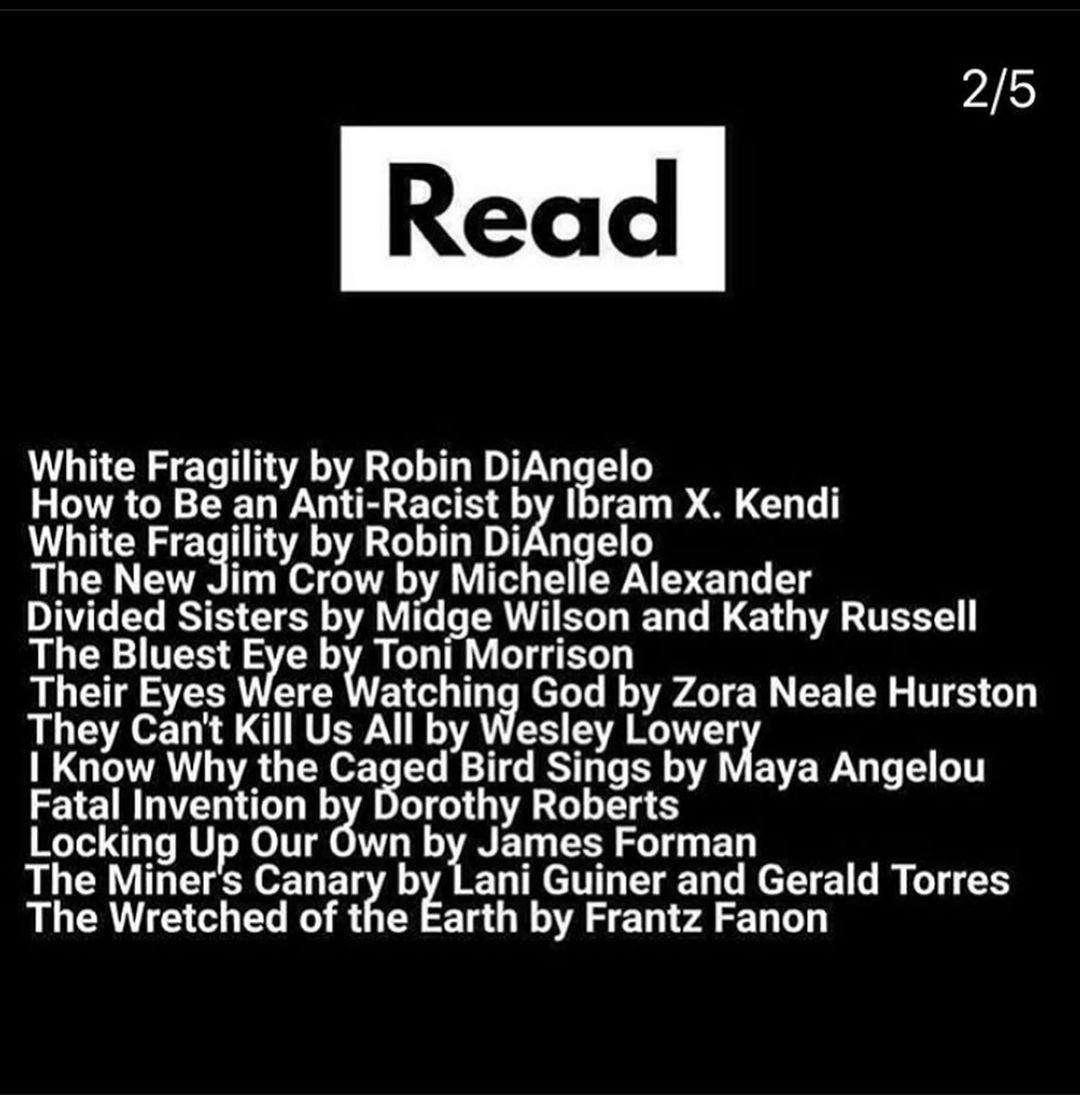 2/5
Read
White Fragility by Robin DiAngelo
How to Be an Anti-Racist by Ibram X. Kendi
White Fragility by Robin DiAngelo
The New Jim Crow by Michelle Alexander
Divided Sisters by Midge Wilson and Kathy Russell
The Bluest Eye by Toni Morrison
Their Eyes Were Watching God by Zora Neale Hurston
They Can't Kill Us All by Wesley Lowery
I Know Why the Caged Bird Sings by Maya Angelou
Fatal Invention by Dorothy Roberts
Locking Up Our Own by James Forman
The Miner's Canary by Lani Guiner and Gerald Torres
The Wretched of the Earth by Frantz Fanon